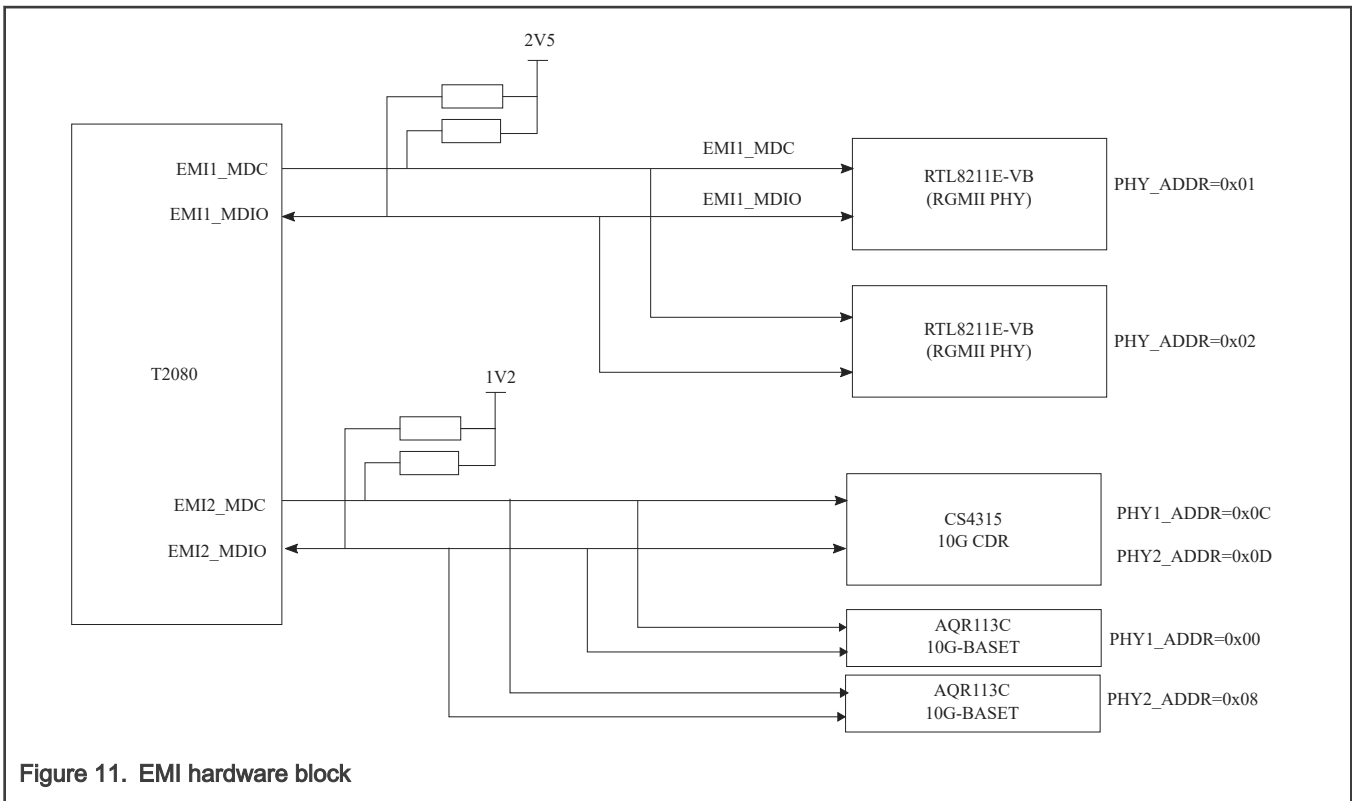 2V5
EMI1_MDC
EMI1_MDIO
EMI1_MDC
EMI1_MDIO
RTL8211E-VB
(RGMII PHY)
PHY_ADDR=0x01
RTL8211E-VB
(RGMII PHY)
PHY_ADDR=0x02
T2080
1V2
EMI2_MDC
EMI2_MDIO
CS4315
10G CDR
PHY1_ADDR=0x0C
PHY2_ADDR=0x0D
AQR113C
10G-BASET
PHY1_ADDR=0x00
AQR113C
10G-BASET
PHY2_ADDR=0x08
Figure 11. EMI hardware block